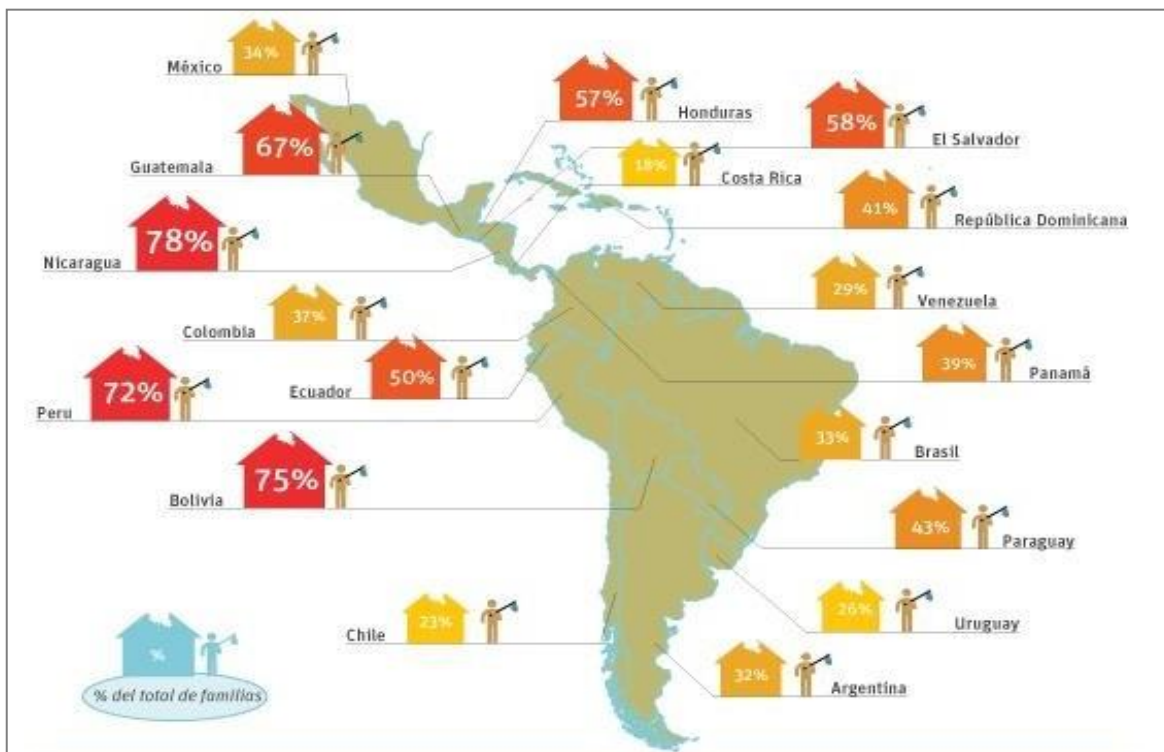 34%
México
57%
Honduras
58%
El Salvador
67%
Guatemala
18%
Costa Rica
41%
República Dominicana
78%
Nicaragua
29%
Venezuela
37%
Colombia
39%
Panamá
50%
Ecuador
72%
Peru
33%
Brasil
75%
Bolivia
43%
Paraguay
23%
Chile
26%
Uruguay
32%
Argentina
%
% del total de familias